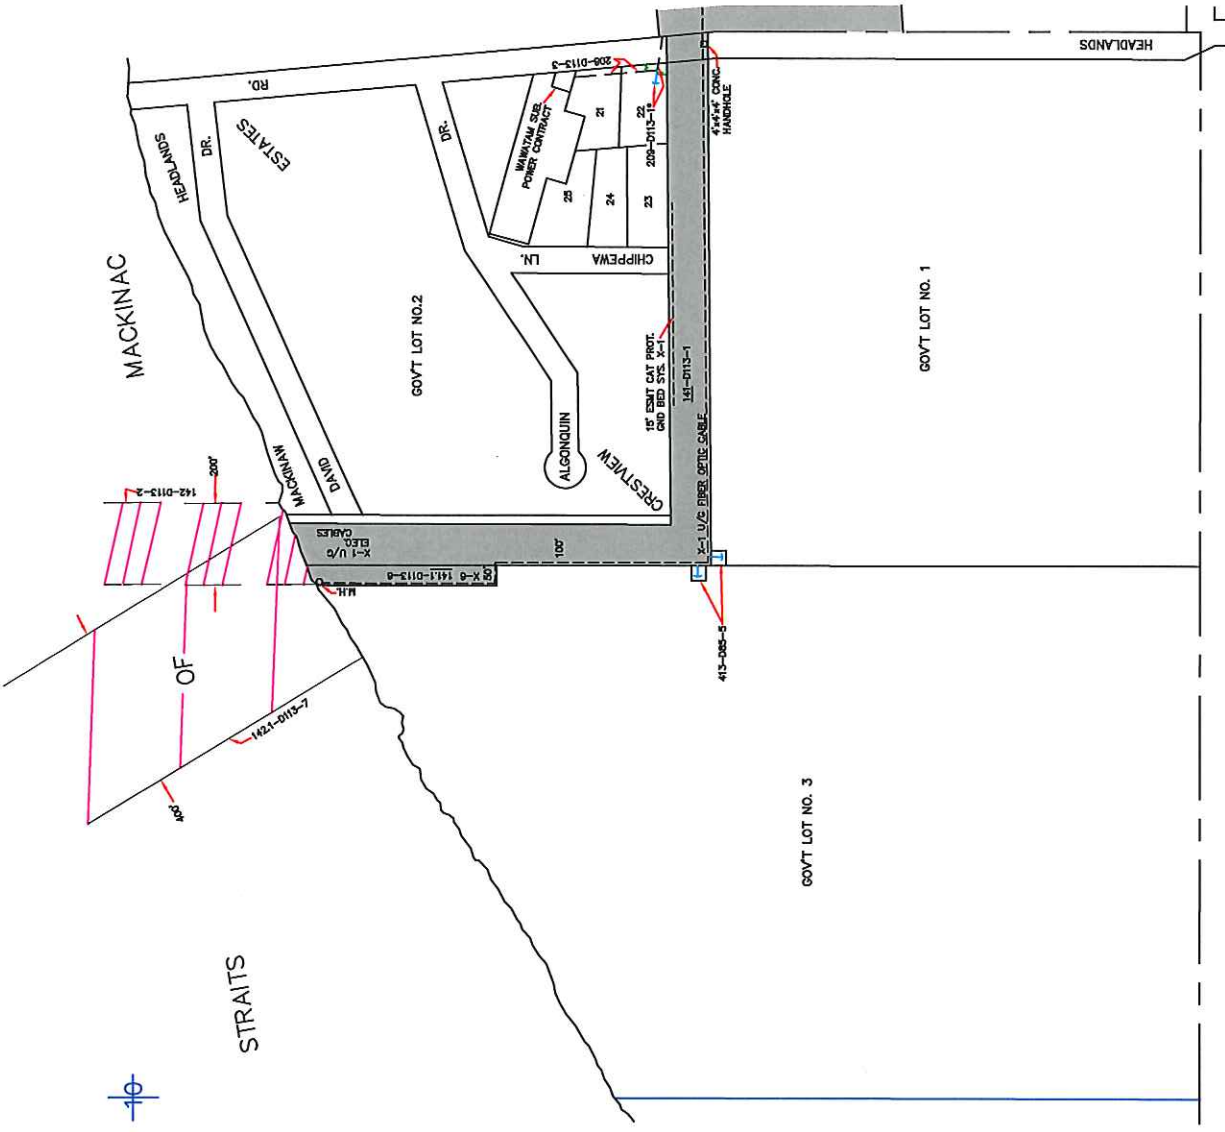 HEADLANDS
RD.
208-D113-3
4'x4'x4' CONC.
HANDHOLE
HEADLANDS
DR.
ESTATES
DR.
WAWATAM SUB.
POWER CONTRACT
21
22
209-D113-1*
25
24
23
MACKINAC
LN.
CHIPPEWA
GOV'T LOT NO.2
GOV'T LOT NO. 1
15' ESMT CAT PROT.
GND BED SYS. X-1
141-D113-1
ALGONQUIN
CRESTVIEW
X-1 U/G FIBER OPTIC CABLE
MACKINAW
DAVID
142-D113-2
200'
X-1 U/G
ELEC.
CABLES
100'
X-6 141.1-D113-6
50'
M.H.
413-D85-5
OF
142.1-D113-7
400'
GOV'T LOT NO. 3
STRAITS
10